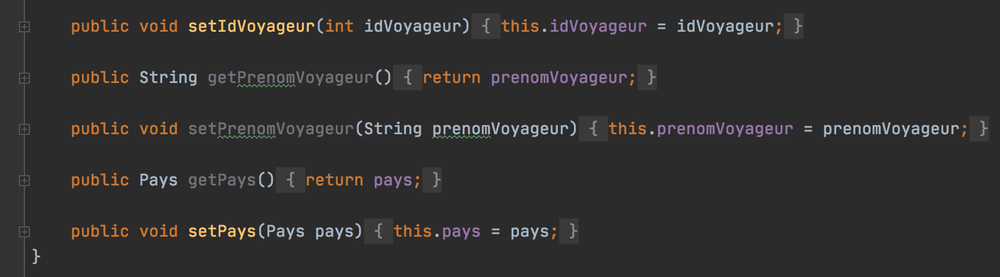 public void setIdVoyageur(int idVoyageur) { this.idVoyageur = idVoyageur; }
public String getPrenomVoyageur() { return prenomVoyageur; }
public void setPrenomVoyageur(String prenomVoyageur) { this.prenomVoyageur = prenomVoyageur; }
public Pays getPays() { return pays; }
public void setPays(Pays pays) { this.pays = pays; }
}